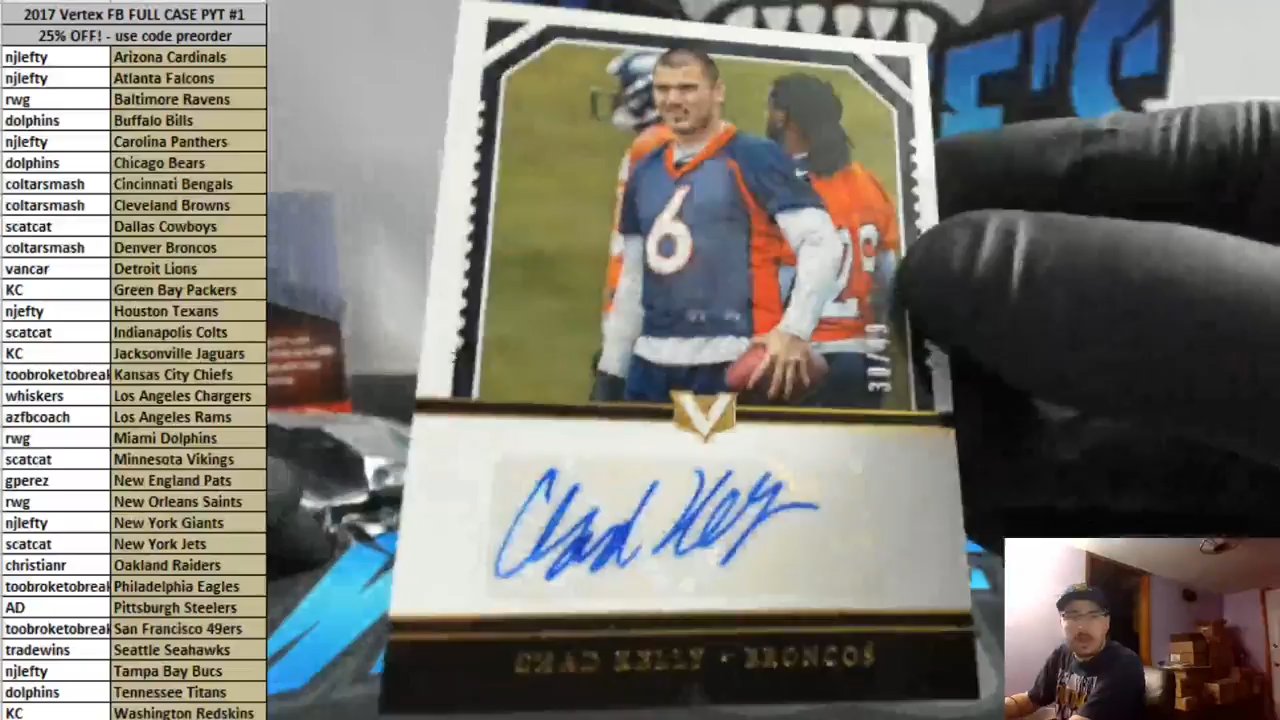 2017 Vertex FB FULL CASE PYT #1
25% OFF! - use code preorder
njlefty Arizona Cardinals
njlefty Atlanta Falcons
rwg Baltimore Ravens
dolphins Buffalo Bills
njlefty Carolina Panthers
dolphins Chicago Bears
coltarsmash Cincinnati Bengals
coltarsmash Cleveland Browns
scatcat Dallas Cowboys
coltarsmash Denver Broncos
vancar Detroit Lions
KC Green Bay Packers
njefty Houston Texans
scatcat Indianapolis Colts
KC Jacksonville Jaguars
toobroketobreak Kansas City Chiefs
whiskers Los Angeles Chargers
azfbcoach Los Angeles Rams
rwg Miami Dolphins
scatcat Minnesota Vikings
gperez New England Pats
rwg New Orleans Saints
njlefty New York Giants
scatcat New York Jets
christianr Oakland Raiders
toobroketobreak Philadelphia Eagles
AD Pittsburgh Steelers
toobroketobreak San Francisco 49ers
tradewins Seattle Seahawks
njlefty Tampa Bay Bucs
dolphins Tennessee Titans
KC Washington Redskins
6
V
Chad Kelly
CHAD KELLY - BRONCOS